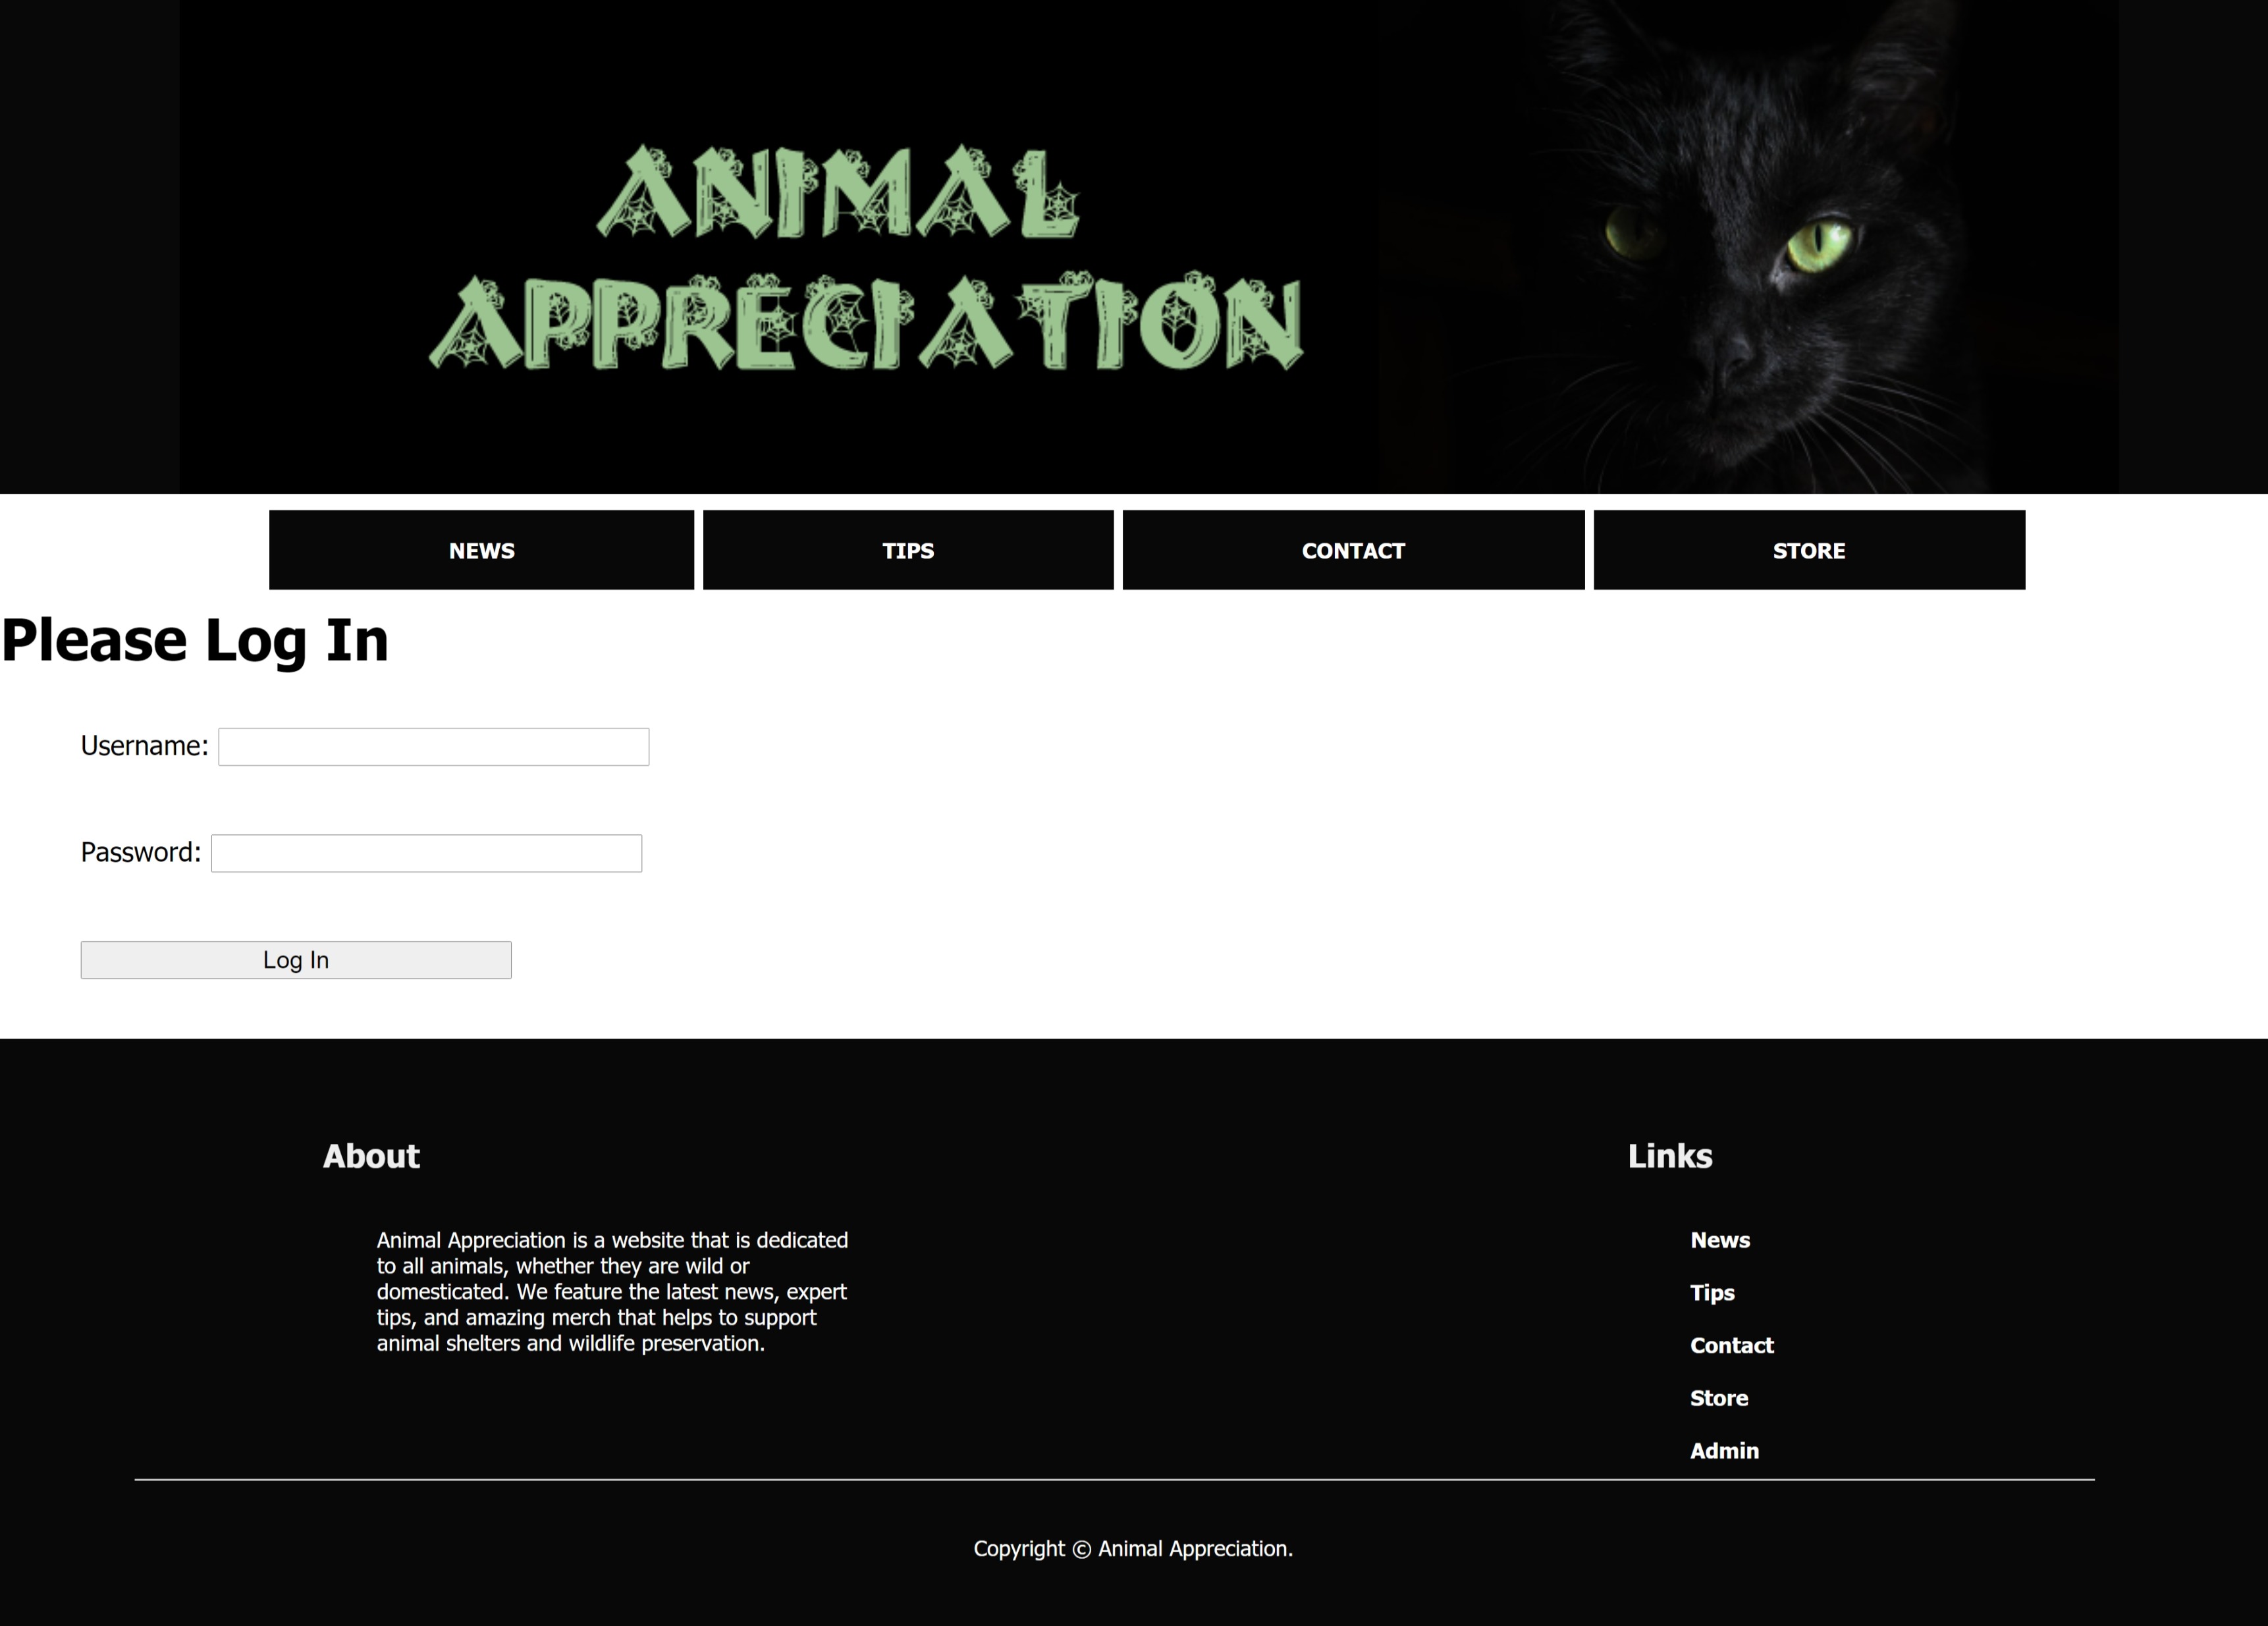 ANIMAL
APPRECIATION
NEWS
TIPS
CONTACT
STORE
Please Log In
Username:
Password:
Log In
About
Animal Appreciation is a website that is dedicated
to all animals, whether they are wild or
domesticated. We feature the latest news, expert
tips, and amazing merch that helps to support
animal shelters and wildlife preservation.
Links
News
Tips
Contact
Store
Admin
Copyright © Animal Appreciation.